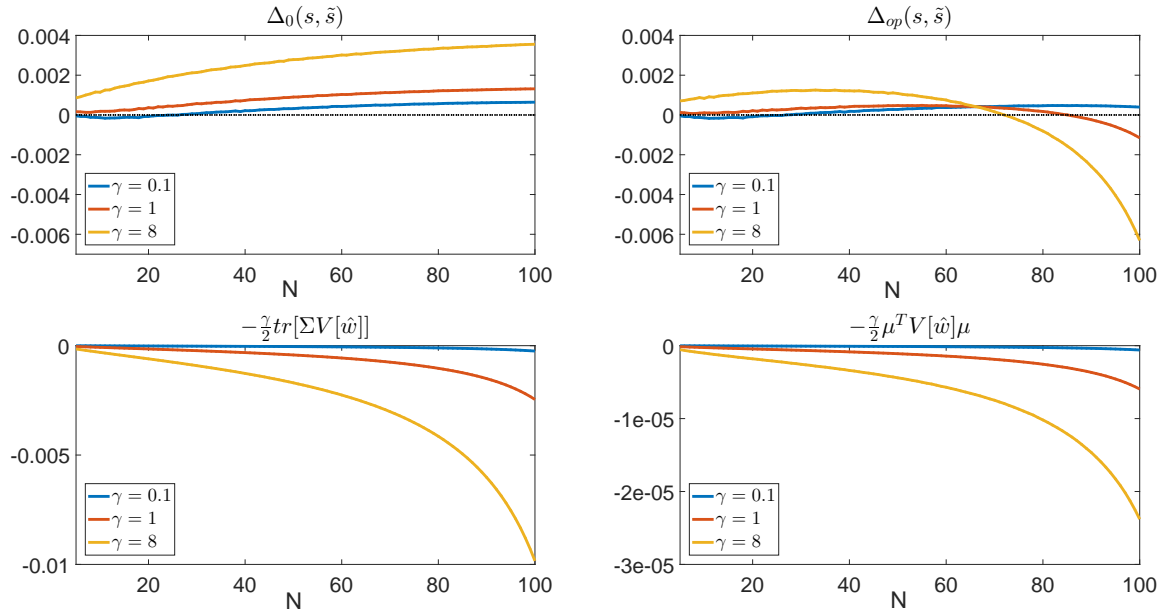 Δ₀(s, s̃)
0.004
0.002
0
-0.002
-0.004
-0.006
γ = 0.1
γ = 1
γ = 8
20 40 60 80 100
N
Δₒₚ(s, s̃)
0.004
0.002
0
-0.002
-0.004
-0.006
γ = 0.1
γ = 1
γ = 8
20 40 60 80 100
N
-γ/2 tr[ΣV[ŵ]]
0
-0.005
-0.01
γ = 0.1
γ = 1
γ = 8
20 40 60 80 100
N
-γ/2 μᵀV[ŵ]μ
0
-1e-05
-2e-05
-3e-05
γ = 0.1
γ = 1
γ = 8
20 40 60 80 100
N